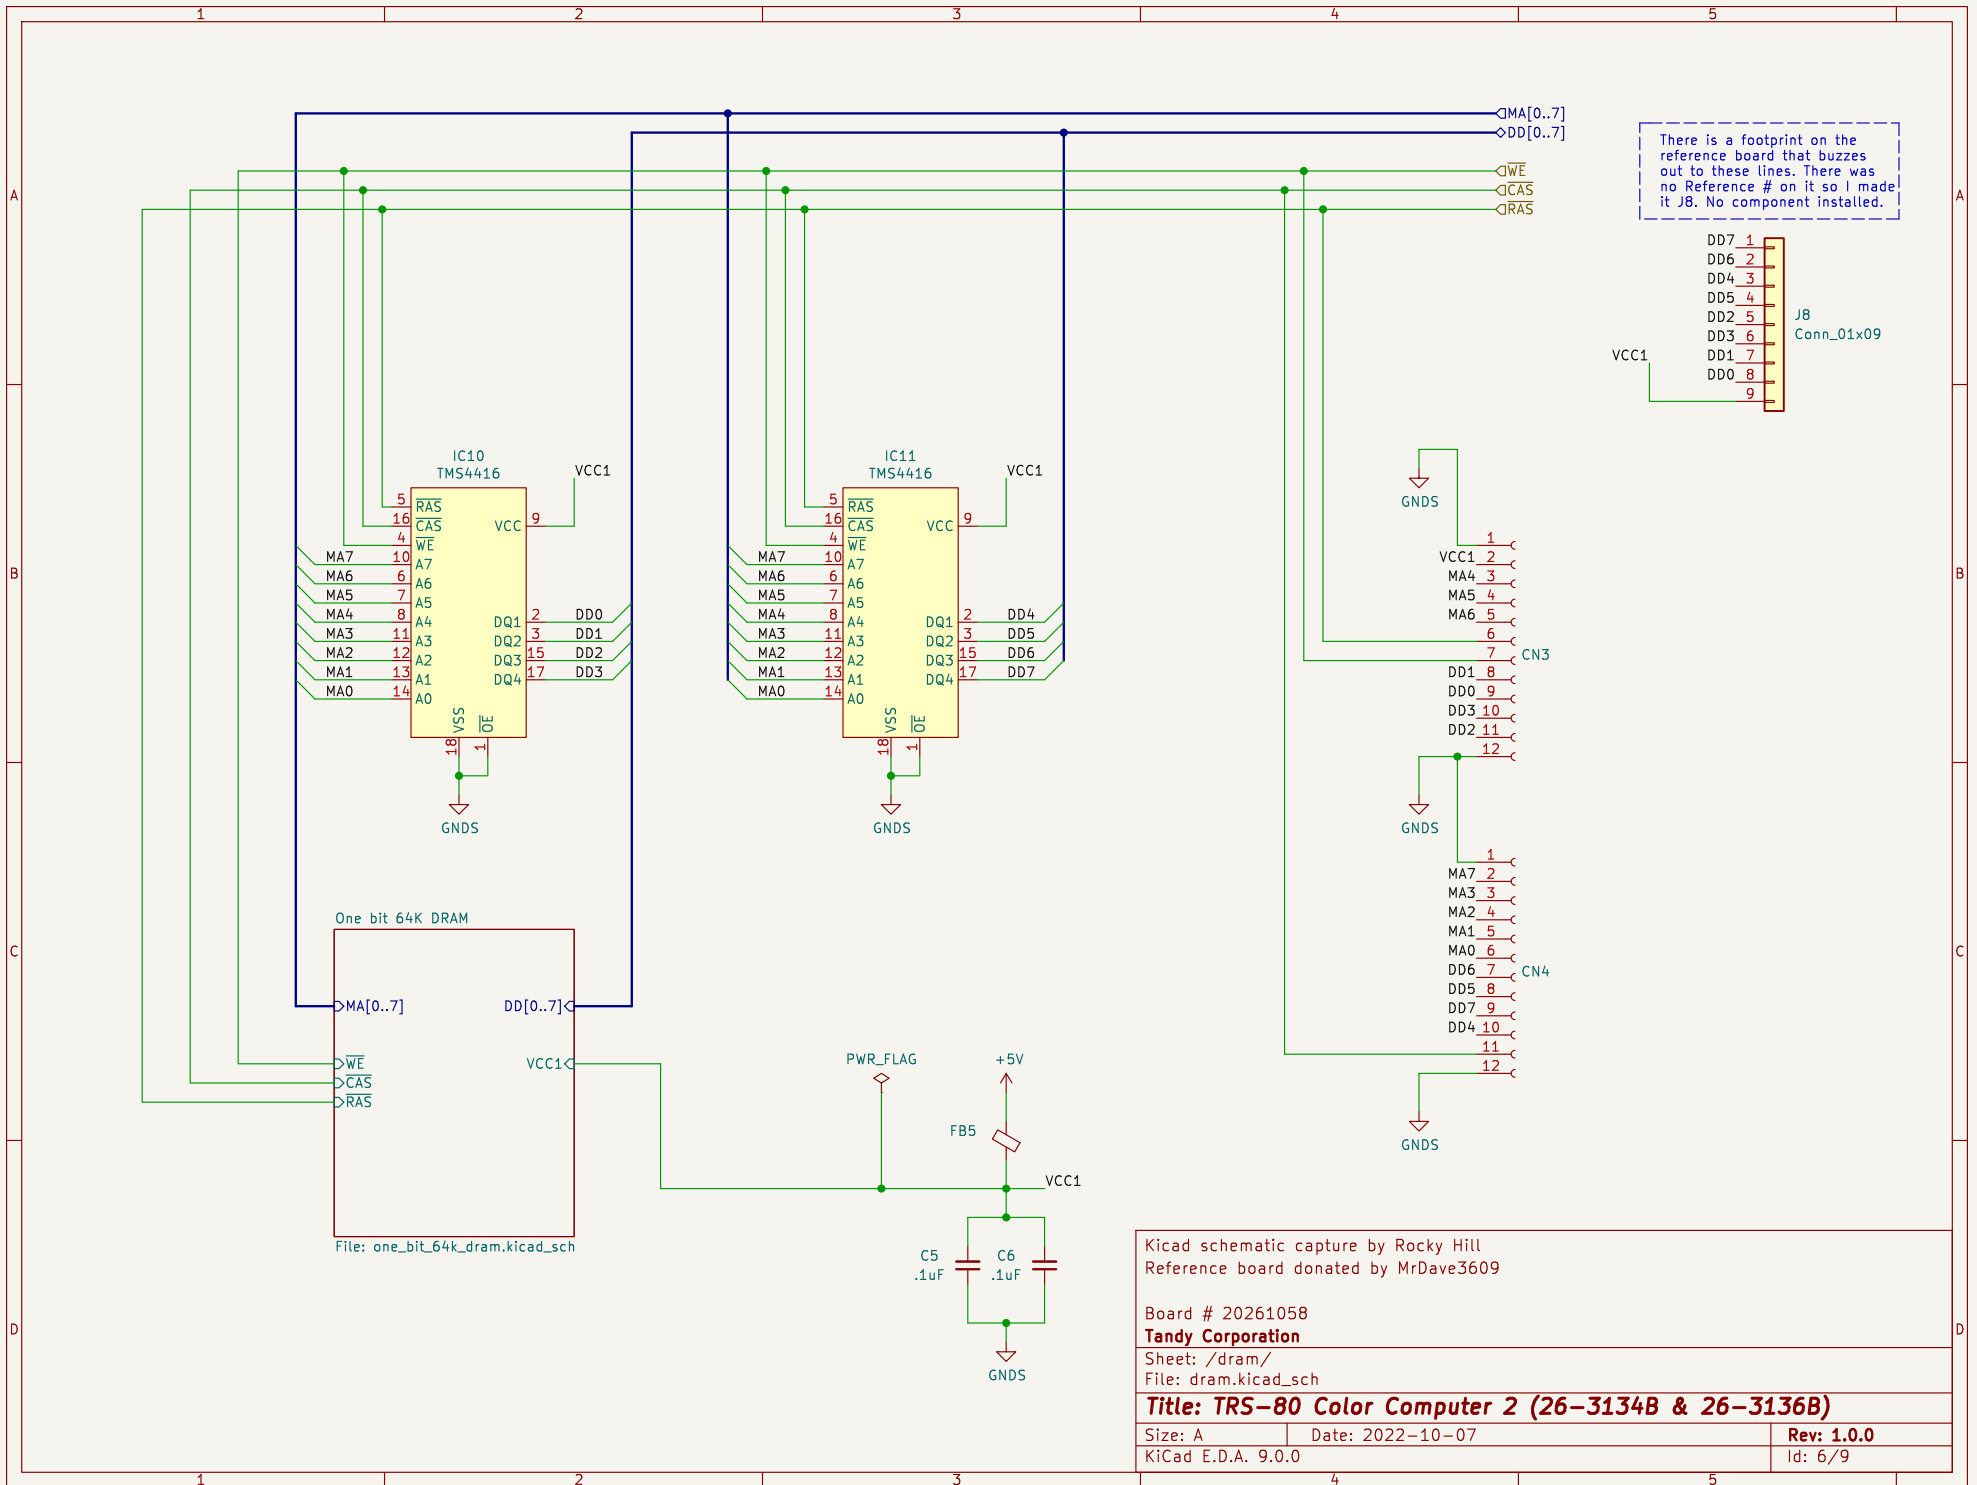 1 2 3 4 5
A
B
C
D
A
B
C
D
MA[0..7]
DD[0..7]
WE
CAS
RAS
There is a footprint on the
reference board that buzzes
out to these lines. There was
no Reference # on it so I made
it J8. No component installed.
DD7 1
DD6 2
DD4 3
DD5 4
DD2 5
DD3 6
DD1 7
DD0 8
9
VCC1
J8
Conn_01x09
IC10
TMS4416
VCC1
5 RAS
16 CAS
4 WE
MA7 10 A7
MA6 6 A6
MA5 7 A5
MA4 8 A4
MA3 11 A3
MA2 12 A2
MA1 13 A1
MA0 14 A0
VCC 9
DQ1 2 DD0
DQ2 3 DD1
DQ3 15 DD2
DQ4 17 DD3
VSS 18
OE 1
GNDS
IC11
TMS4416
VCC1
5 RAS
16 CAS
4 WE
MA7 10 A7
MA6 6 A6
MA5 7 A5
MA4 8 A4
MA3 11 A3
MA2 12 A2
MA1 13 A1
MA0 14 A0
VCC 9
DQ1 2 DD4
DQ2 3 DD5
DQ3 15 DD6
DQ4 17 DD7
VSS 18
OE 1
GNDS
GNDS
1
VCC1 2
MA4 3
MA5 4
MA6 5
6
7
DD1 8
DD0 9
DD3 10
DD2 11
12
CN3
GNDS
1
MA7 2
MA3 3
MA2 4
MA1 5
MA0 6
DD6 7
DD5 8
DD7 9
DD4 10
11
12
CN4
GNDS
One bit 64K DRAM
MA[0..7] DD[0..7]
WE VCC1
CAS
RAS
File: one_bit_64k_dram.kicad_sch
PWR_FLAG
+5V
FB5
VCC1
C5
.1uF
C6
.1uF
GNDS
Kicad schematic capture by Rocky Hill
Reference board donated by MrDave3609
Board # 20261058
Tandy Corporation
Sheet: /dram/
File: dram.kicad_sch
Title: TRS-80 Color Computer 2 (26-3134B & 26-3136B)
Size: A Date: 2022-10-07 Rev: 1.0.0
KiCad E.D.A. 9.0.0 Id: 6/9
1 2 3 4 5